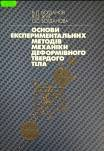 ОСНОВИ
ЕКСПЕРИМЕНТАЛЬНИХ
МЕТОДІВ
МЕХАНІКИ
ДЕФОРМІВНОГО
ТВЕРДОГО
ТІЛА